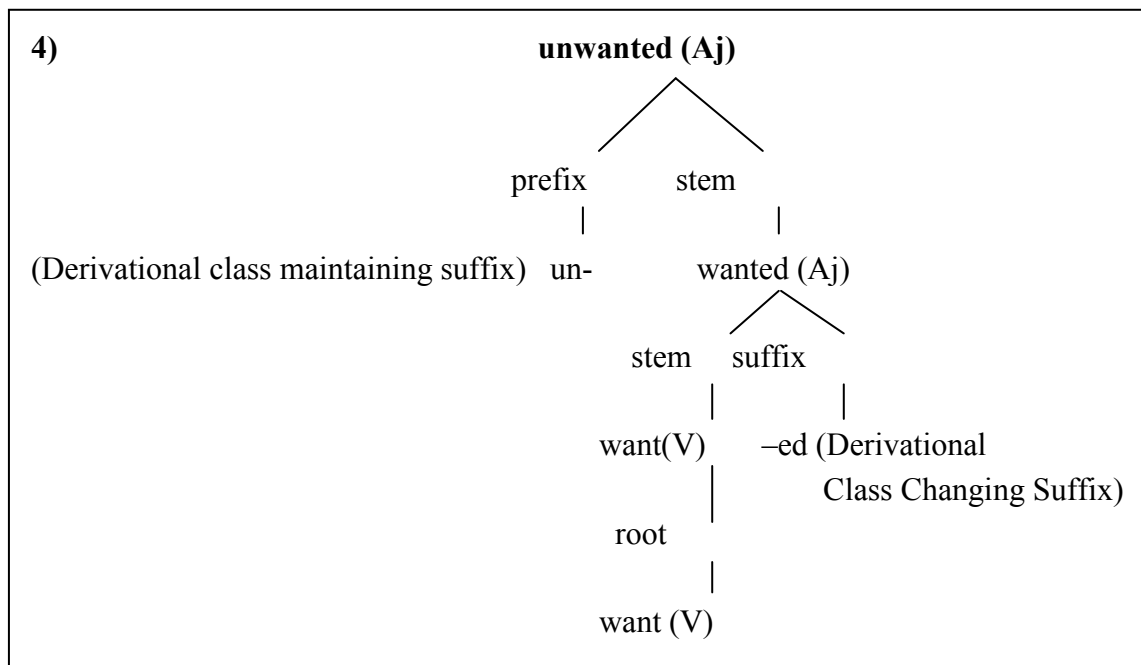 4) unwanted (Aj)
prefix stem
(Derivational class maintaining suffix) un- wanted (Aj)
stem suffix
want(V) –ed (Derivational
Class Changing Suffix)
root
want (V)